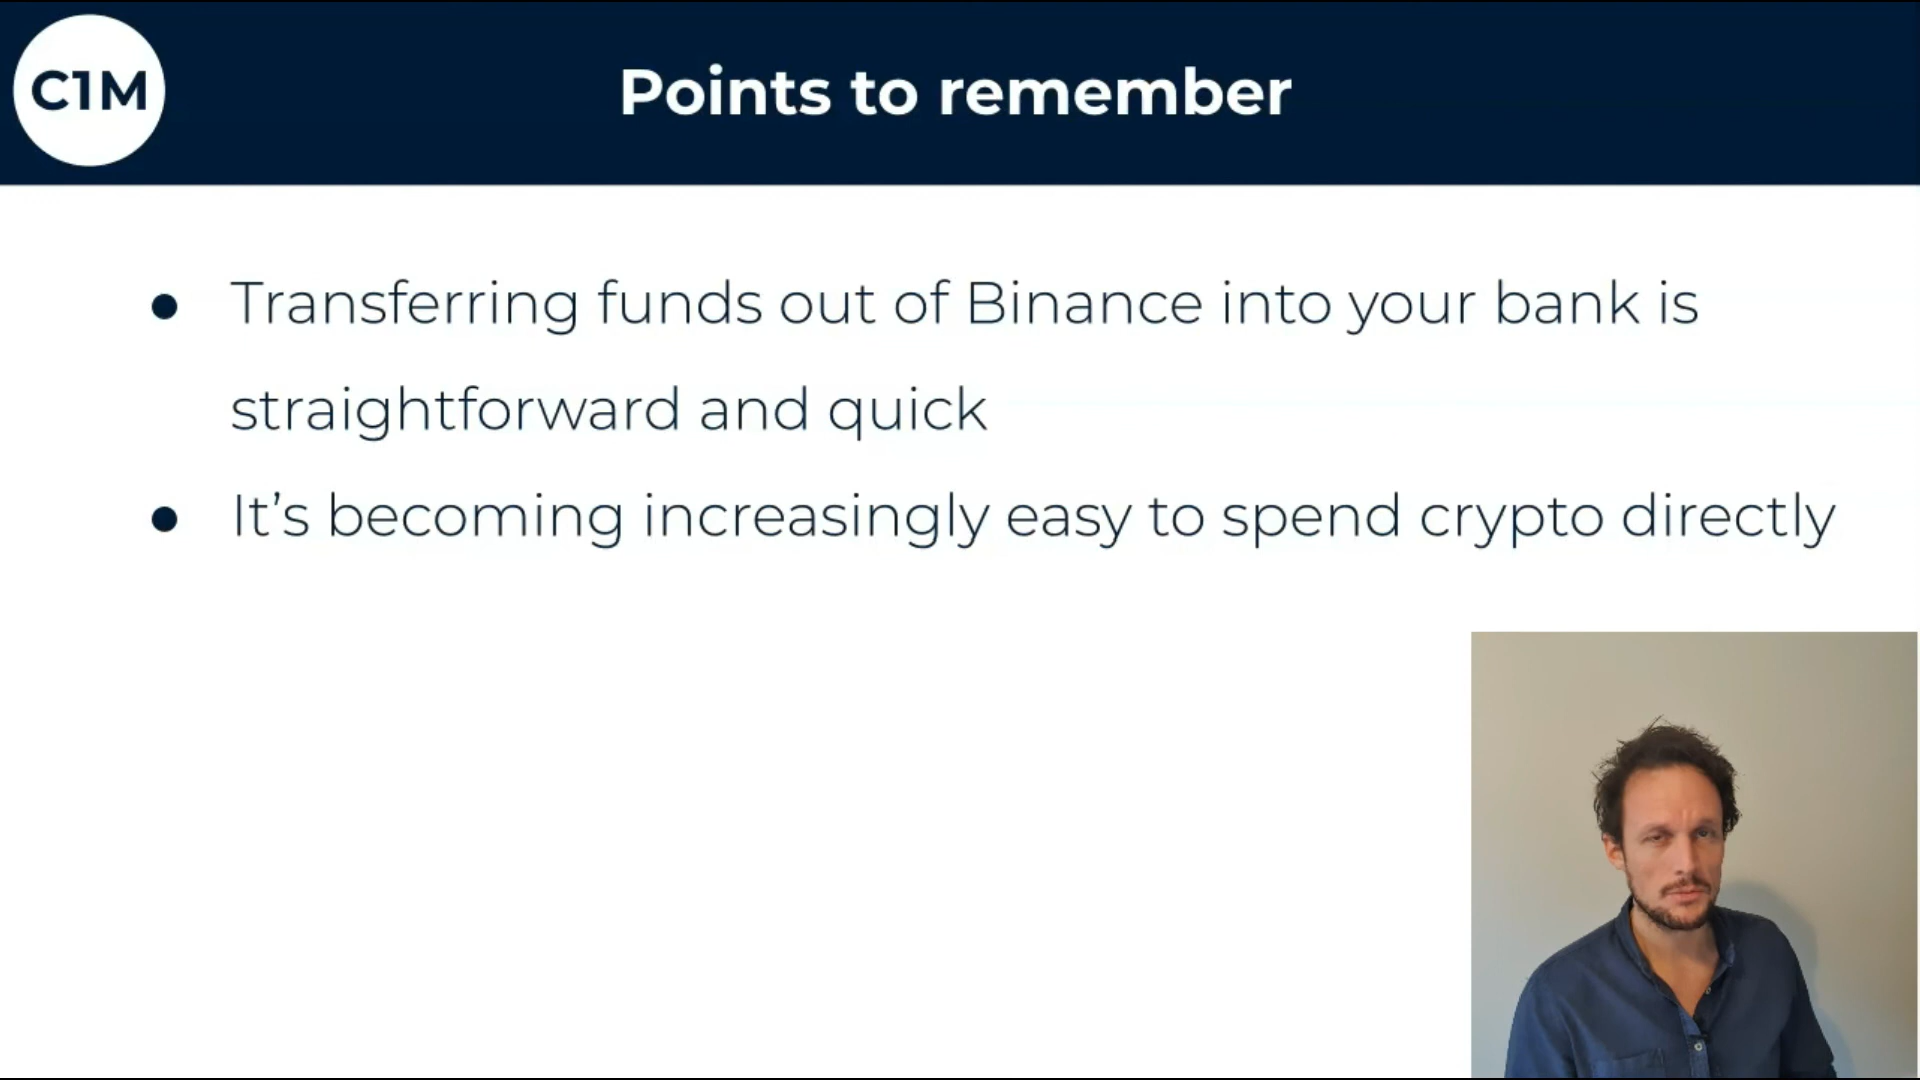 C1M
Points to remember
● Transferring funds out of Binance into your bank is
straightforward and quick
● It’s becoming increasingly easy to spend crypto directly